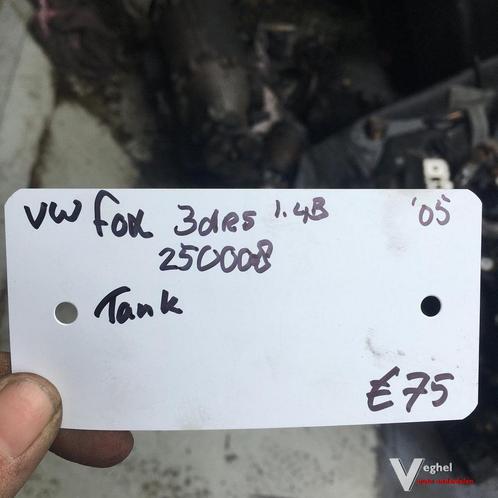 VW Fox 3drs 1.4B '05
250008
Tank
€75
Veghel